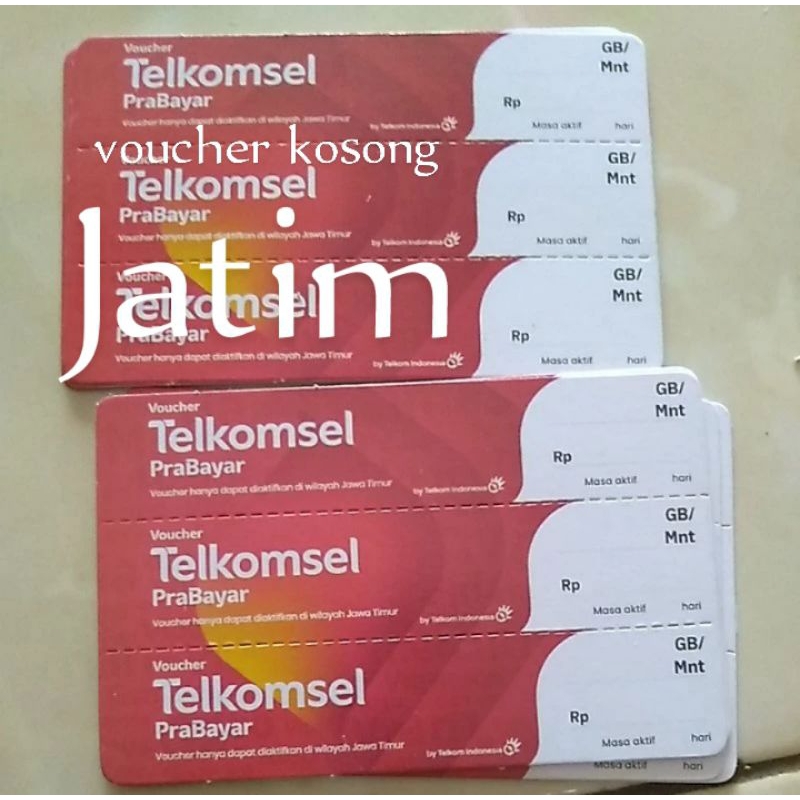 Voucher
Telkomsel
PraBayar
Voucher hanya dapat diaktifkan di wilayah Jawa Timur
by Telkom Indonesia
GB/
Mnt
Rp
Masa aktif hari
voucher kosong
Telkomsel
PraBayar
Voucher hanya dapat diaktifkan di wilayah Jawa Timur
by Telkom Indonesia
GB/
Mnt
Rp
Masa aktif hari
Jatim
Voucher
Telkomsel
PraBayar
Voucher hanya dapat diaktifkan di wilayah Jawa Timur
by Telkom Indonesia
GB/
Mnt
Rp
Masa aktif hari
Voucher
Telkomsel
PraBayar
Voucher hanya dapat diaktifkan di wilayah Jawa Timur
by Telkom Indonesia
GB/
Mnt
Rp
Masa aktif hari
Voucher
Telkomsel
PraBayar
Voucher hanya dapat diaktifkan di wilayah Jawa Timur
by Telkom Indonesia
GB/
Mnt
Rp
Masa aktif hari
Voucher
Telkomsel
PraBayar
Voucher hanya dapat diaktifkan di wilayah Jawa Timur
by Telkom Indonesia
GB/
Mnt
Rp
Masa aktif hari
Masa aktif hari